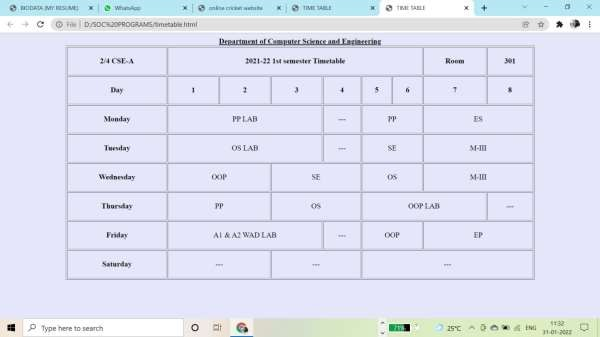 BIODATA (MY RESUME)
WhatsApp
online cricket website
TIME TABLE
TIME TABLE
File | D:/SOC%20PROGRAMS/timetable.html
Department of Computer Science and Engineering
2/4 CSE-A 2021-22 1st semester Timetable Room 301
Day 1 2 3 4 5 6 7 8
Monday PP LAB --- PP ES
Tuesday OS LAB --- SE M-III
Wednesday OOP SE OS M-III
Thursday PP OS OOP LAB ---
Friday A1 & A2 WAD LAB --- OOP EP
Saturday --- --- ---
Type here to search
71%
25°C
ENG
11:32
31-01-2022